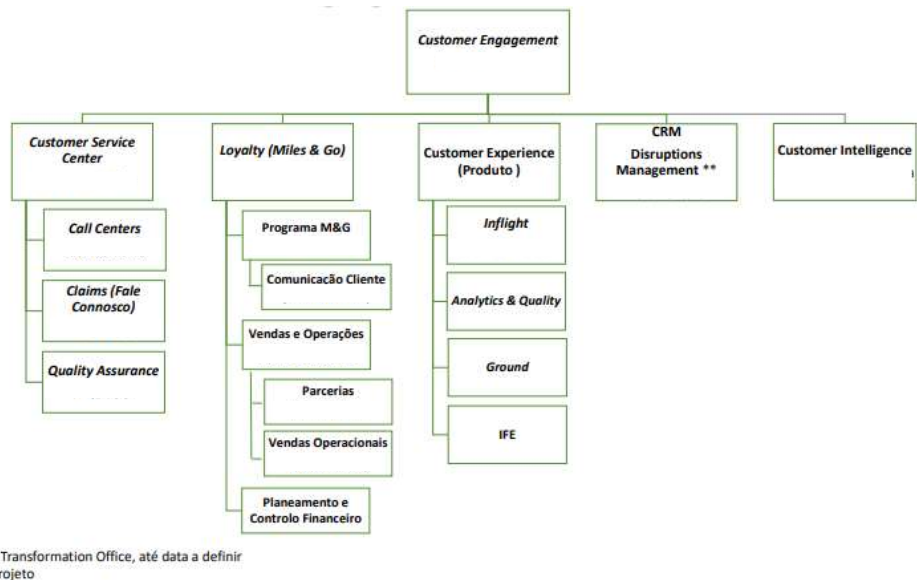 Customer Engagement
Customer Service
Center
Call Centers
Claims (Fale
Connosco)
Quality Assurance
Loyalty (Miles & Go)
Programa M&G
Comunicação Cliente
Vendas e Operações
Parcerias
Vendas Operacionais
Planeamento e
Controlo Financeiro
Customer Experience
(Produto )
Inflight
Analytics & Quality
Ground
IFE
CRM
Disruptions
Management **
Customer Intelligence
Transformation Office, até data a definir
rojeto